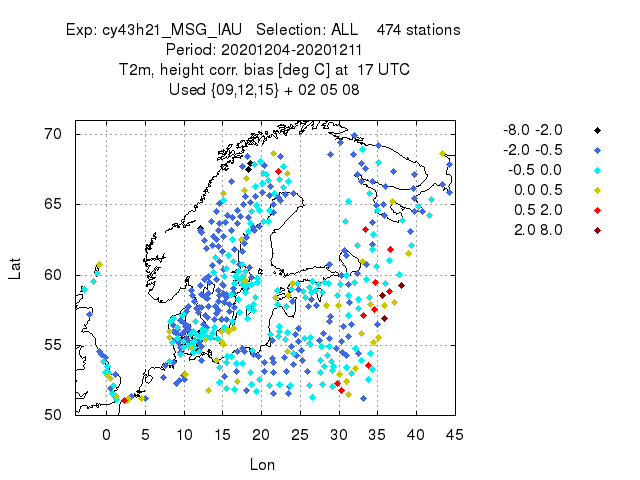 Exp: cy43h21_MSG_IAU Selection: ALL 474 stations
Period: 20201204-20201211
T2m, height corr. bias [deg C] at 17 UTC
Used {09,12,15} + 02 05 08
-8.0 -2.0
-2.0 -0.5
-0.5 0.0
0.0 0.5
0.5 2.0
2.0 8.0
Lat
70
65
60
55
50
0 5 10 15 20 25 30 35 40 45
Lon